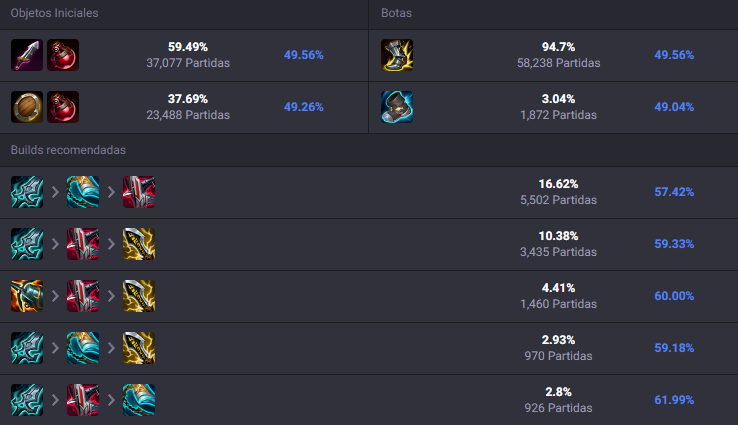 Objetos Iniciales
59.49%
37,077 Partidas
49.56%
37.69%
23,488 Partidas
49.26%
Botas
94.7%
58,238 Partidas
49.56%
3.04%
1,872 Partidas
49.04%
Builds recomendadas
16.62%
5,502 Partidas
57.42%
10.38%
3,435 Partidas
59.33%
4.41%
1,460 Partidas
60.00%
2.93%
970 Partidas
59.18%
2.8%
926 Partidas
61.99%